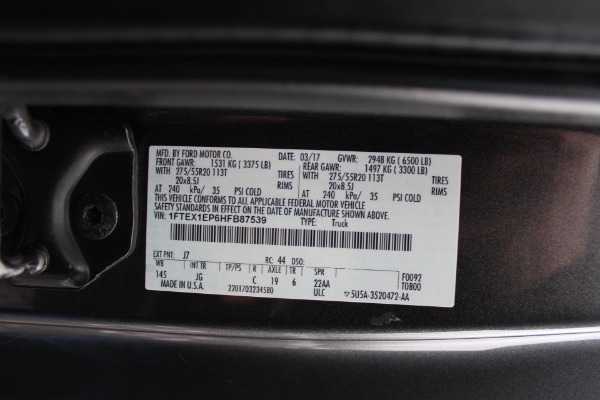 MFG. BY FORD MOTOR CO. DATE: 03/17 GVWR: 2948 KG ( 6500 LB)
FRONT GAWR: 1531 KG ( 3375 LB) REAR GAWR: 1497 KG ( 3300 LB)
WITH 275/55R20 113T TIRES WITH 275/55R20 113T TIRES
20x8.5J RIMS 20x8.5J RIMS
AT 240 kPa/ 35 PSI COLD AT 240 kPa/ 35 PSI COLD
THIS VEHICLE CONFORMS TO ALL APPLICABLE FEDERAL MOTOR VEHICLE
SAFETY STANDARDS IN EFFECT ON THE DATE OF MANUFACTURE SHOWN ABOVE.
VIN: 1FTEX1EP6HFB87539 TYPE: Truck
EXT PNT: J7 RC: 44 DSO:
WB INT TR TP/PS R AXLE TR SPR F0092
145 JG C 19 6 22AA T0800
MADE IN U.S.A. 2201703234580 ULC ▽5U5A-3520472-AA